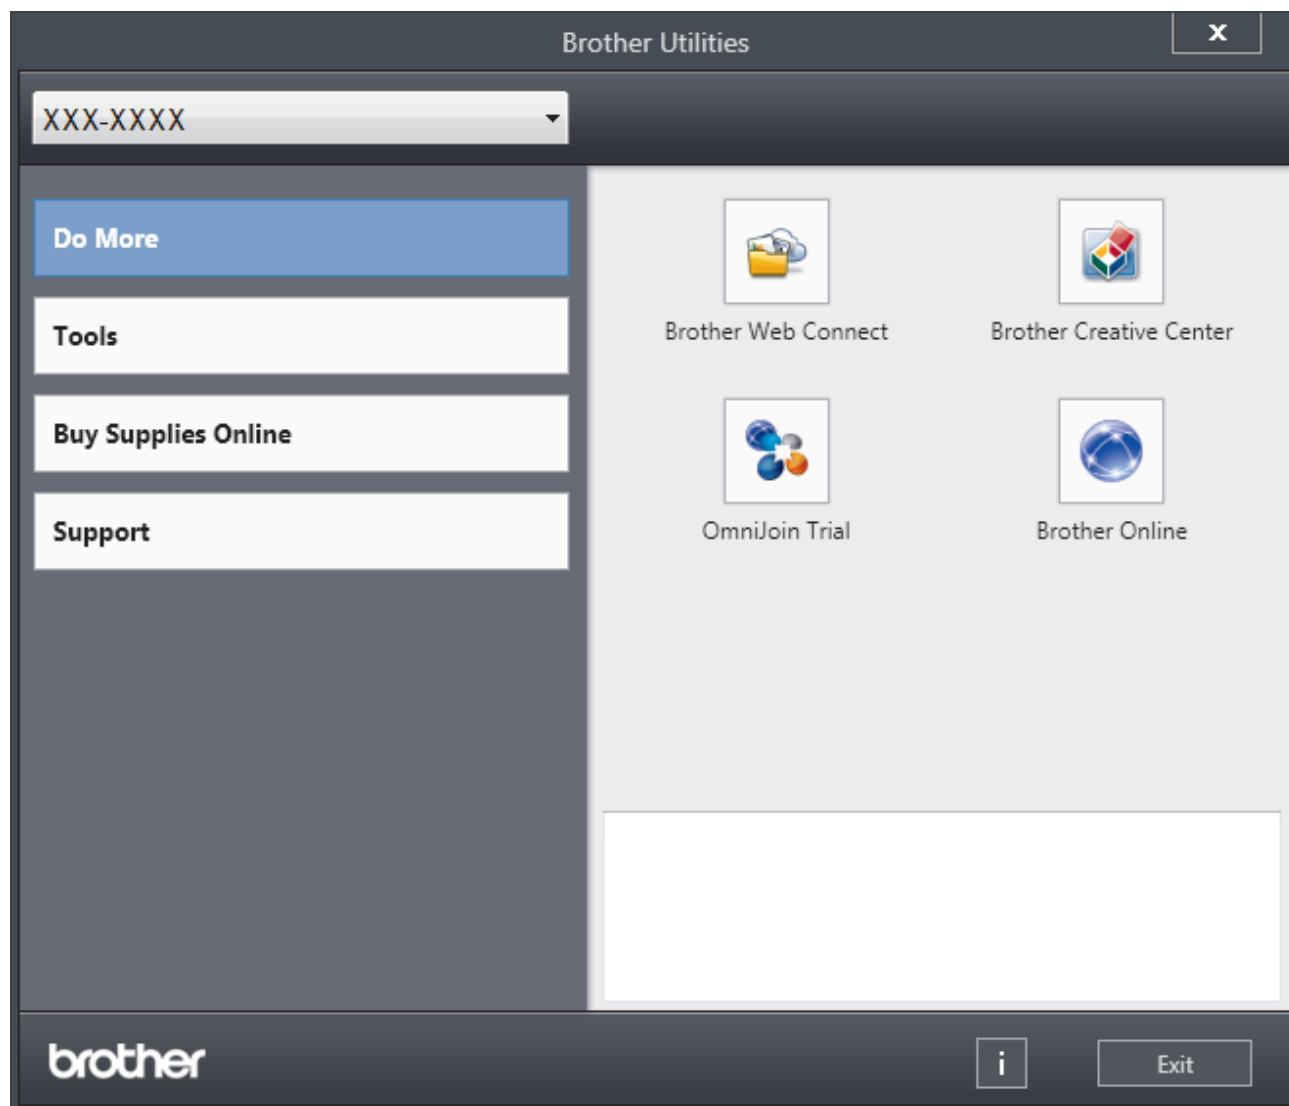 Brother Utilities
X
XXX-XXXX
Do More
Tools
Buy Supplies Online
Support
Brother Web Connect
Brother Creative Center
OmniJoin Trial
Brother Online
brother
i
Exit